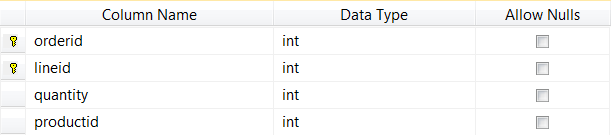 Column Name Data Type Allow Nulls
orderid int
lineid int
quantity int
productid int